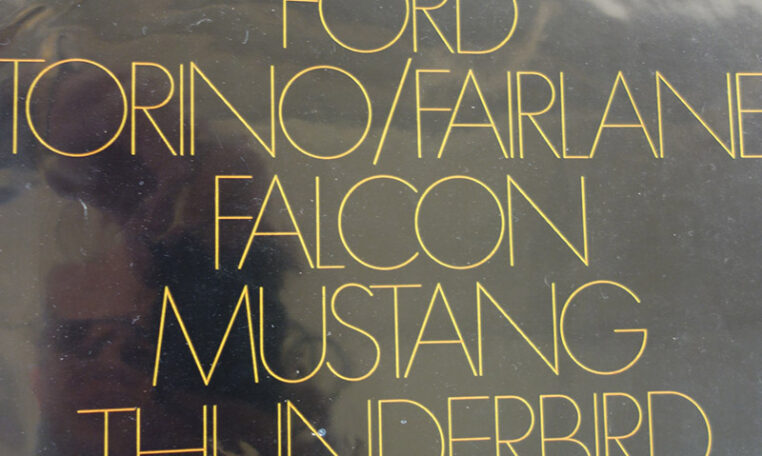 FORD
TORINO/FAIRLANE
FALCON
MUSTANG
THUNDERBIRD